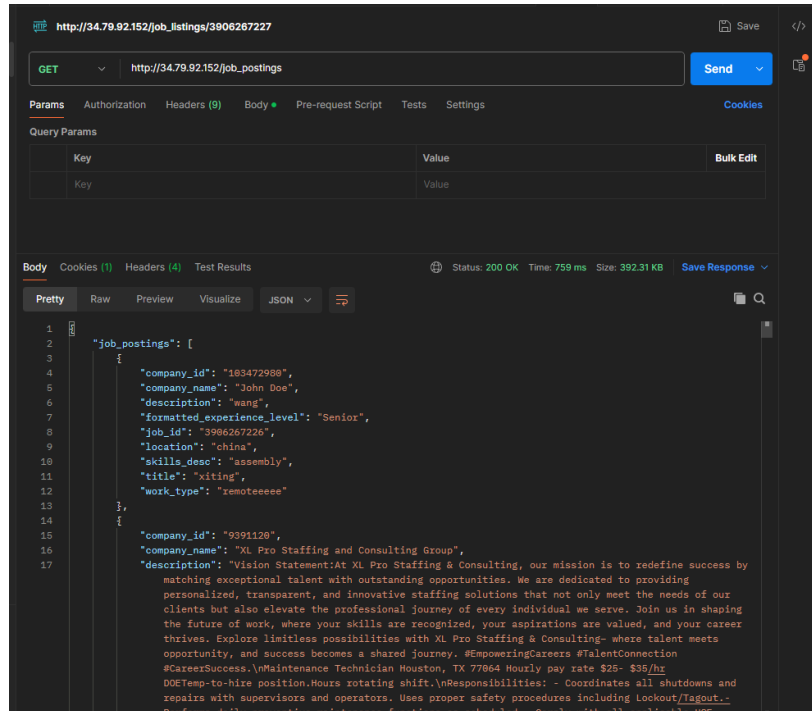 HTTP http://34.79.92.152/job_listings/3906267227 Save </>
GET http://34.79.92.152/job_postings Send
Params Authorization Headers (9) Body Pre-request Script Tests Settings Cookies
Query Params
Key Value Bulk Edit
Key Value
Body Cookies (1) Headers (4) Test Results Status: 200 OK Time: 759 ms Size: 392.31 KB Save Response
Pretty Raw Preview Visualize JSON
1 {
2 "job_postings": [
3 {
4 "company_id": "103472980",
5 "company_name": "John Doe",
6 "description": "wang",
7 "formatted_experience_level": "Senior",
8 "job_id": "3906267226",
9 "location": "china",
10 "skills_desc": "assembly",
11 "title": "xiting",
12 "work_type": "remoteeeee"
13 },
14 {
15 "company_id": "9391120",
16 "company_name": "XL Pro Staffing and Consulting Group",
17 "description": "Vision Statement:At XL Pro Staffing & Consulting, our mission is to redefine success by
matching exceptional talent with outstanding opportunities. We are dedicated to providing
personalized, transparent, and innovative staffing solutions that not only meet the needs of our
clients but also elevate the professional journey of every individual we serve. Join us in shaping
the future of work, where your skills are recognized, your aspirations are valued, and your career
thrives. Explore limitless possibilities with XL Pro Staffing & Consulting– where talent meets
opportunity, and success becomes a shared journey. #EmpoweringCareers #TalentConnection
#CareerSuccess.\nMaintenance Technician Houston, TX 77064 Hourly pay rate $25- $35/hr
DOETemp-to-hire position.Hours rotating shift.\nResponsibilities: - Coordinates all shutdowns and
repairs with supervisors and operators. Uses proper safety procedures including Lockout/Tagout.-